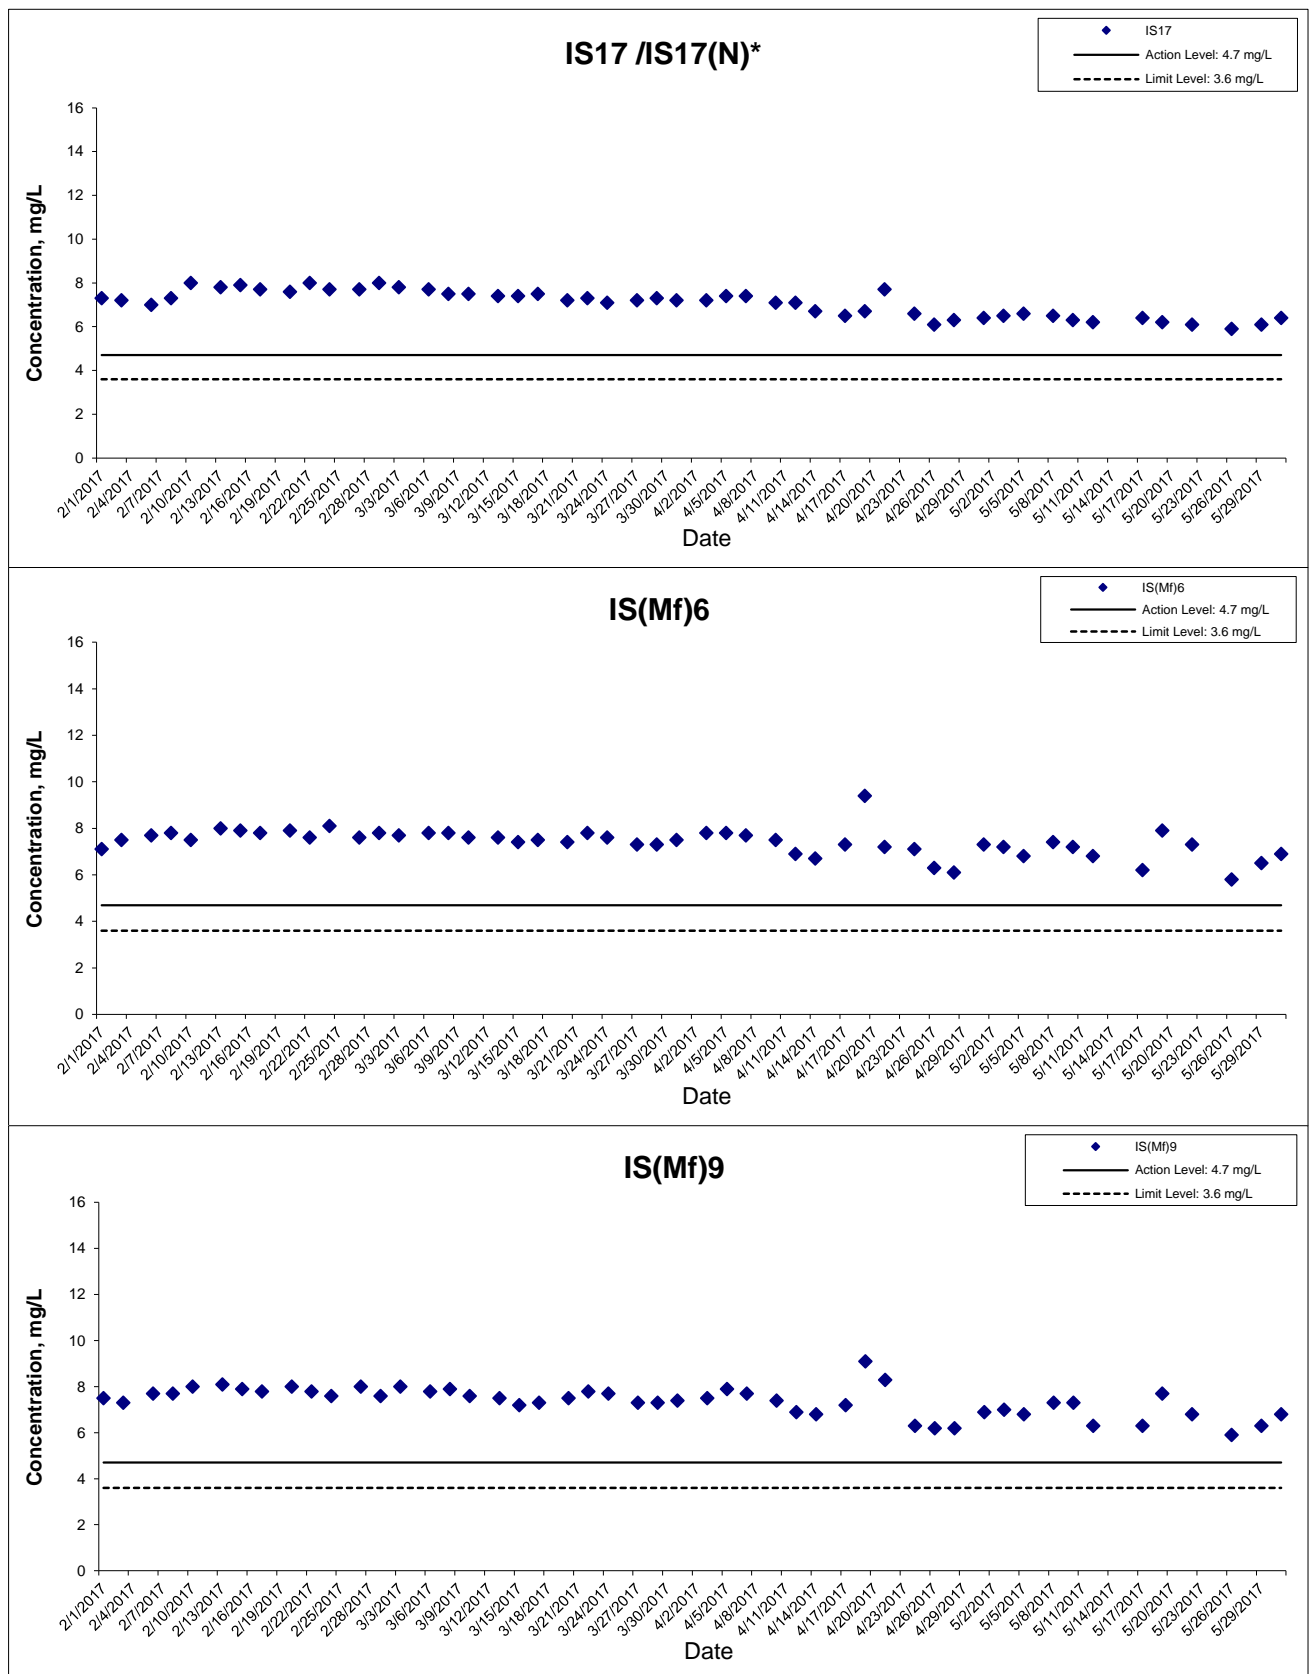 IS17 /IS17(N)*
IS17
Action Level: 4.7 mg/L
Limit Level: 3.6 mg/L
Concentration, mg/L
16
14
12
10
8
6
4
2
0
2/1/2017 2/4/2017 2/7/2017 2/10/2017 2/13/2017 2/16/2017 2/19/2017 2/22/2017 2/25/2017 2/28/2017 3/3/2017 3/6/2017 3/9/2017 3/12/2017 3/15/2017 3/18/2017 3/21/2017 3/24/2017 3/27/2017 3/30/2017 4/2/2017 4/5/2017 4/8/2017 4/11/2017 4/14/2017 4/17/2017 4/20/2017 4/23/2017 4/26/2017 4/29/2017 5/2/2017 5/5/2017 5/8/2017 5/11/2017 5/14/2017 5/17/2017 5/20/2017 5/23/2017 5/26/2017 5/29/2017
Date
IS(Mf)6
IS(Mf)6
Action Level: 4.7 mg/L
Limit Level: 3.6 mg/L
Concentration, mg/L
16
14
12
10
8
6
4
2
0
2/1/2017 2/4/2017 2/7/2017 2/10/2017 2/13/2017 2/16/2017 2/19/2017 2/22/2017 2/25/2017 2/28/2017 3/3/2017 3/6/2017 3/9/2017 3/12/2017 3/15/2017 3/18/2017 3/21/2017 3/24/2017 3/27/2017 3/30/2017 4/2/2017 4/5/2017 4/8/2017 4/11/2017 4/14/2017 4/17/2017 4/20/2017 4/23/2017 4/26/2017 4/29/2017 5/2/2017 5/5/2017 5/8/2017 5/11/2017 5/14/2017 5/17/2017 5/20/2017 5/23/2017 5/26/2017 5/29/2017
Date
IS(Mf)9
IS(Mf)9
Action Level: 4.7 mg/L
Limit Level: 3.6 mg/L
Concentration, mg/L
16
14
12
10
8
6
4
2
0
2/1/2017 2/4/2017 2/7/2017 2/10/2017 2/13/2017 2/16/2017 2/19/2017 2/22/2017 2/25/2017 2/28/2017 3/3/2017 3/6/2017 3/9/2017 3/12/2017 3/15/2017 3/18/2017 3/21/2017 3/24/2017 3/27/2017 3/30/2017 4/2/2017 4/5/2017 4/8/2017 4/11/2017 4/14/2017 4/17/2017 4/20/2017 4/23/2017 4/26/2017 4/29/2017 5/2/2017 5/5/2017 5/8/2017 5/11/2017 5/14/2017 5/17/2017 5/20/2017 5/23/2017 5/26/2017 5/29/2017
Date